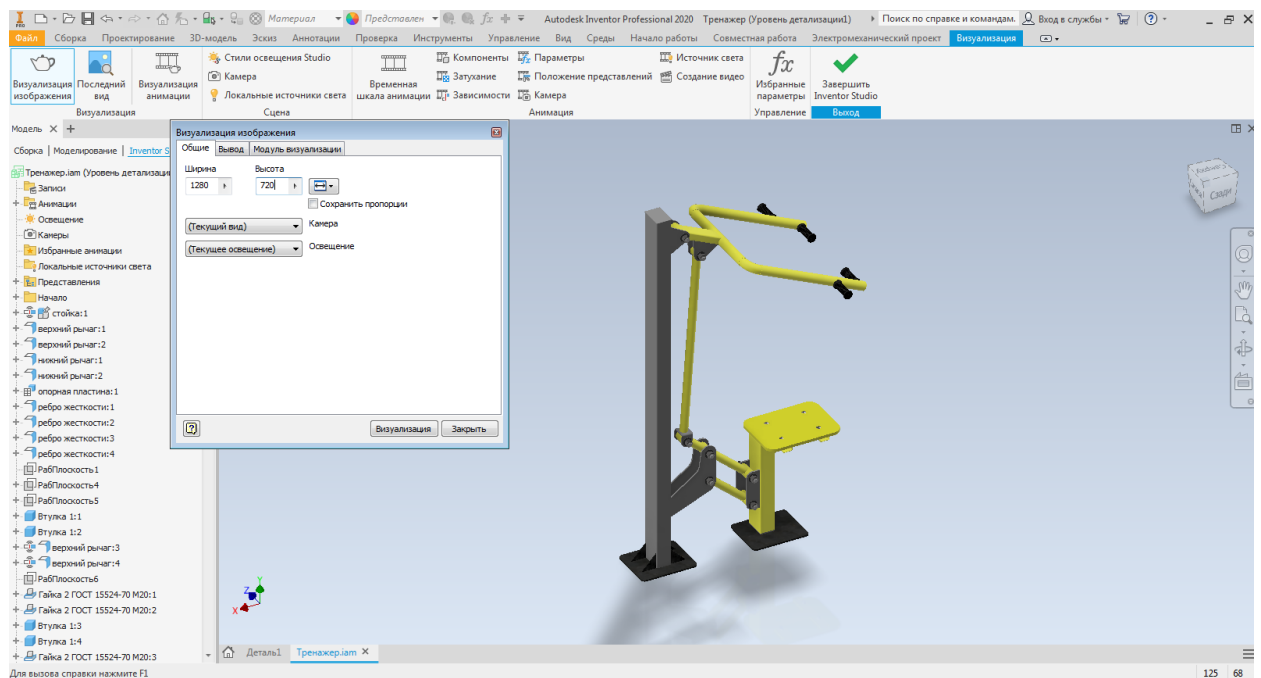 PRO
Материал
Представлен
Autodesk Inventor Professional 2020 Тренажер (Уровень детализации1)
Поиск по справке и командам.
Вход в службы
Файл Сборка Проектирование 3D-модель Эскиз Аннотации Проверка Инструменты Управление Вид Среды Начало работы Совместная работа Электромеханический проект Визуализация
Визуализация изображения
Последний вид
Визуализация анимации
Визуализация
Стили освещения Studio
Камера
Локальные источники света
Сцена
Временная шкала анимации
Компоненты
Затухание
Зависимости
Параметры
Положение представлений
Камера
Источник света
Создание видео
Анимация
fx
Избранные параметры
Управление
Завершить Inventor Studio
Выход
Модель
Сборка | Моделирование | Inventor S
Тренажер.iam (Уровень детализаци
Записи
Анимации
Освещение
Камеры
Избранные анимации
Локальные источники света
Представления
Начало
стойка:1
верхний рычаг:1
верхний рычаг:2
нижний рычаг:1
нижний рычаг:2
опорная пластина:1
ребро жесткости:1
ребро жесткости:2
ребро жесткости:3
ребро жесткости:4
РабПлоскость1
РабПлоскость4
РабПлоскость5
Втулка 1:1
Втулка 1:2
верхний рычаг:3
верхний рычаг:4
РабПлоскость6
Гайка 2 ГОСТ 15524-70 М20:1
Гайка 2 ГОСТ 15524-70 М20:2
Втулка 1:3
Втулка 1:4
Гайка 2 ГОСТ 15524-70 М20:3
Визуализация изображения
Общие Вывод Модуль визуализации
Ширина Высота
1280 720
Сохранить пропорции
(Текущий вид) Камера
(Текущее освещение) Освещение
Визуализация Закрыть
Сзади
Z Y
X
Деталь1 Тренажер.iam
Для вызова справки нажмите F1
125 68